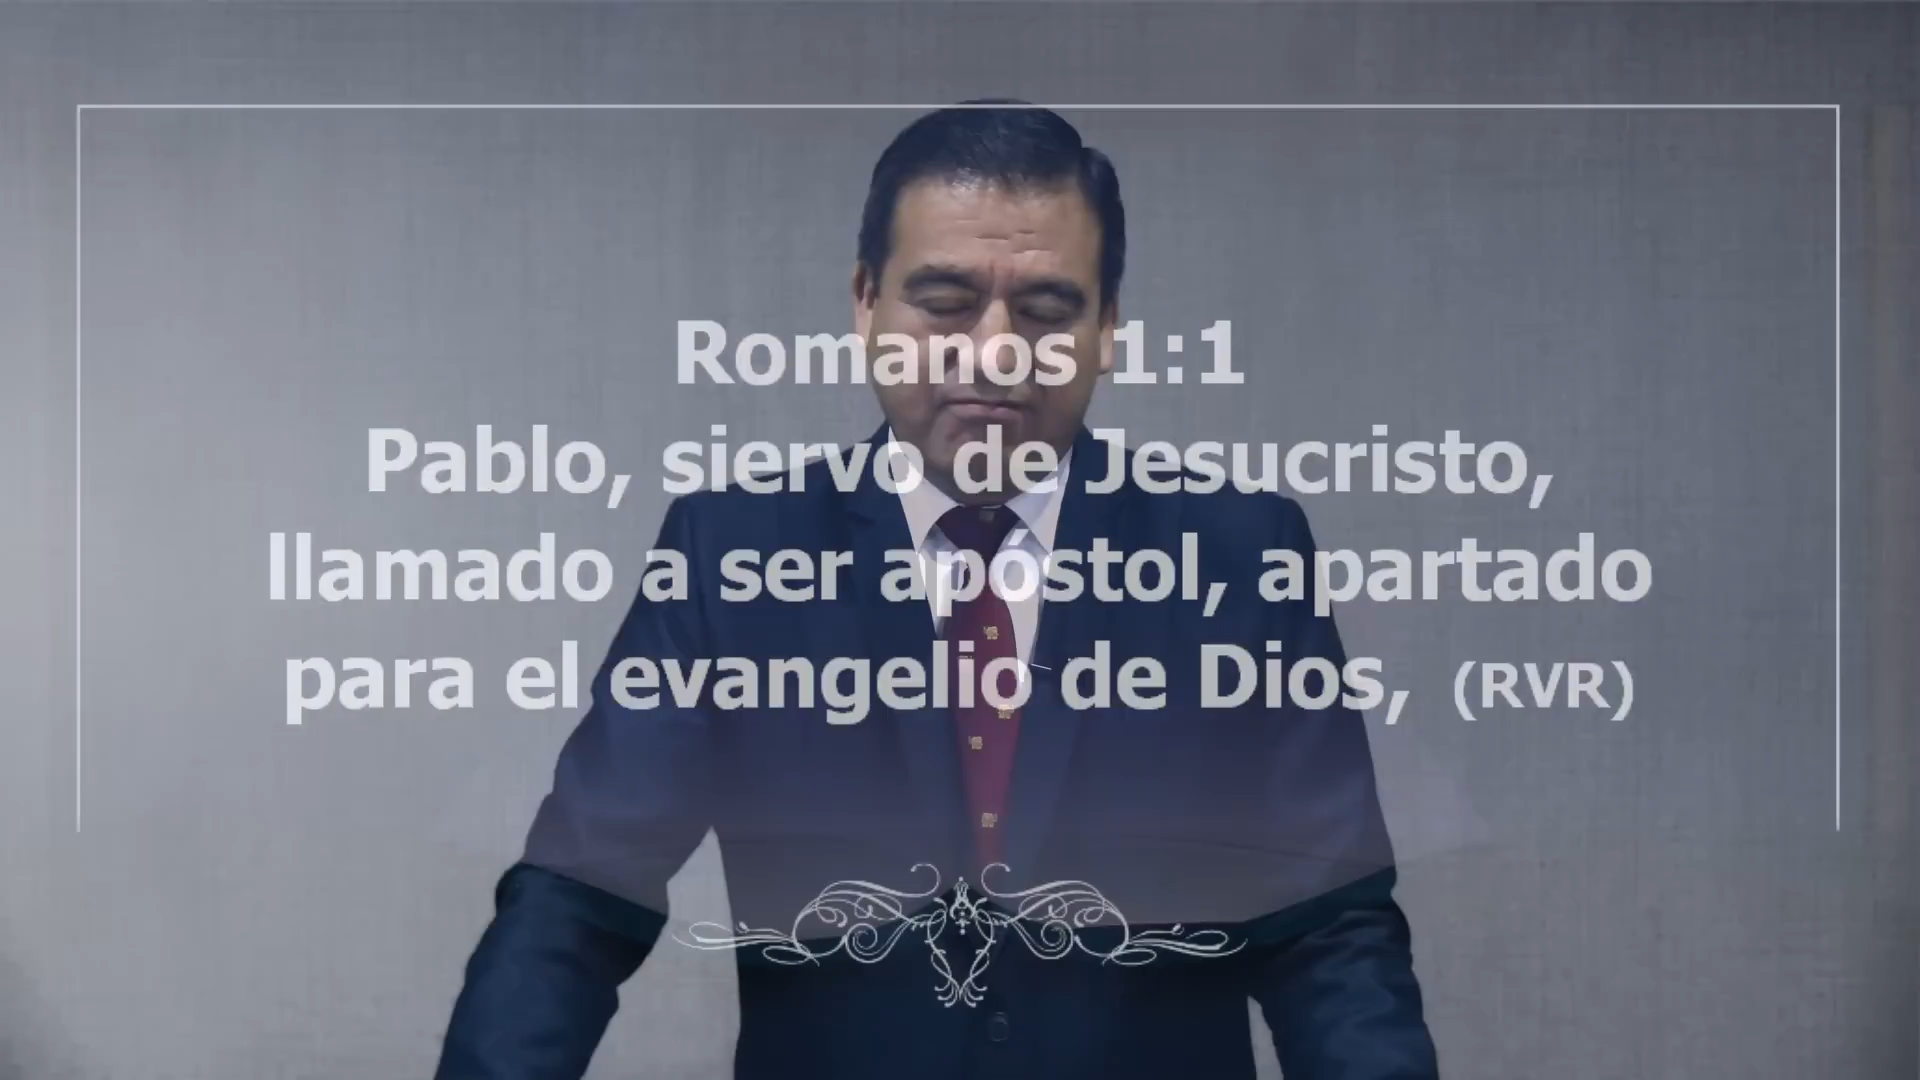 Romanos 1:1
Pablo, siervo de Jesucristo,
llamado a ser apóstol, apartado
para el evangelio de Dios, (RVR)